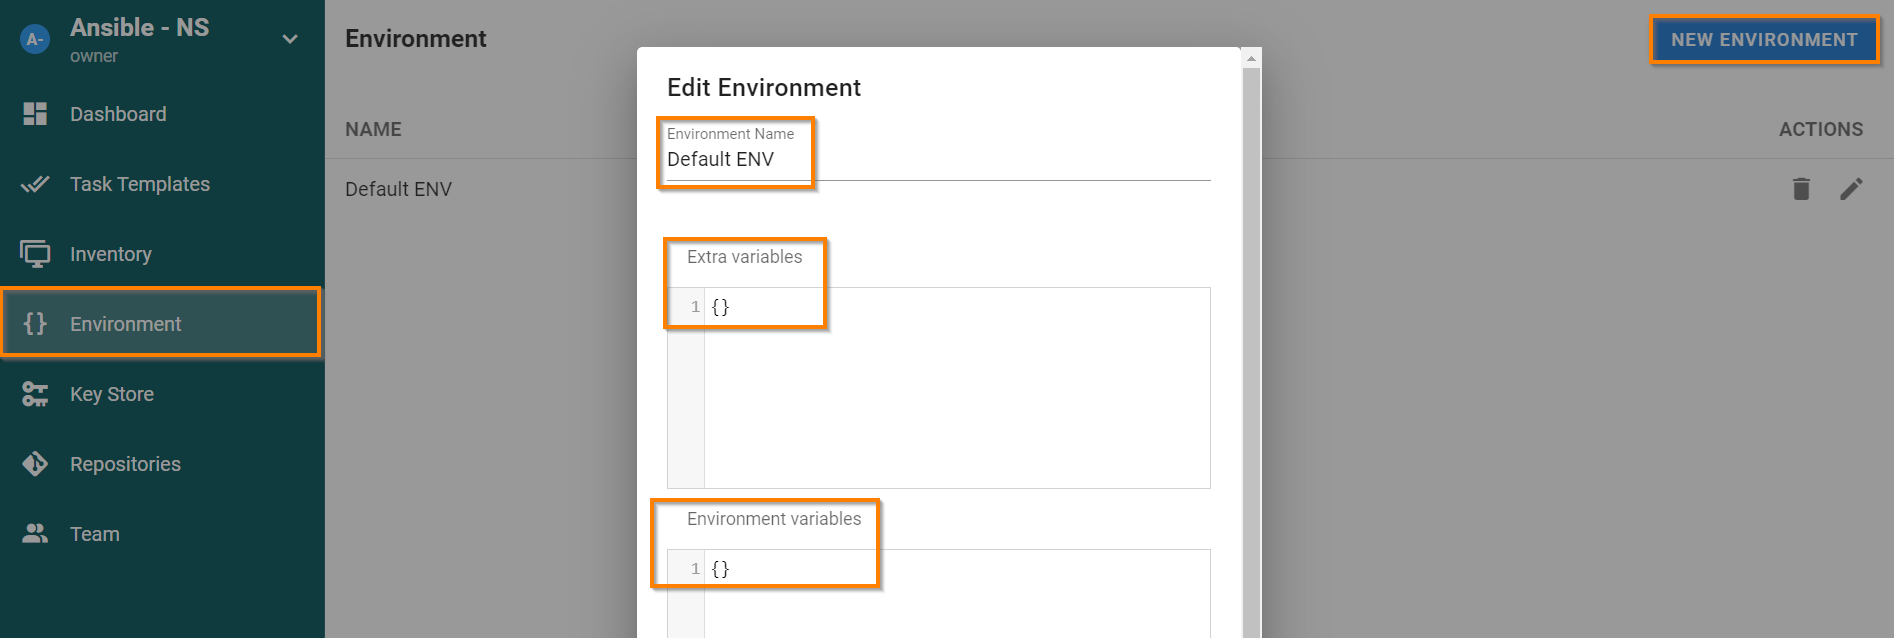 A-
Ansible - NS
owner
Dashboard
Task Templates
Inventory
{} Environment
Key Store
Repositories
Team
Environment
NEW ENVIRONMENT
NAME
ACTIONS
Default ENV
Edit Environment
Environment Name
Default ENV
Extra variables
1 {}
Environment variables
1 {}